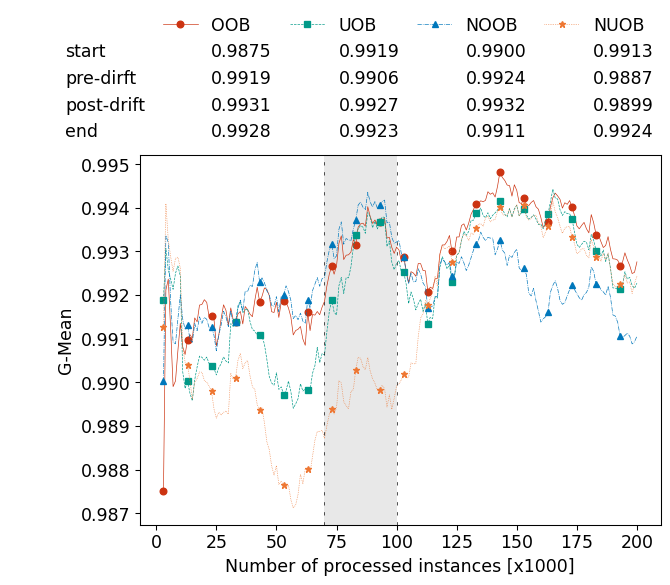 OOB UOB NOOB NUOB
start 0.9875 0.9919 0.9900 0.9913
pre-dirft 0.9919 0.9906 0.9924 0.9887
post-drift 0.9931 0.9927 0.9932 0.9899
end 0.9928 0.9923 0.9911 0.9924
0.995
0.994
0.993
0.992
0.991
0.990
0.989
0.988
0.987
G-Mean
0 25 50 75 100 125 150 175 200
Number of processed instances [x1000]